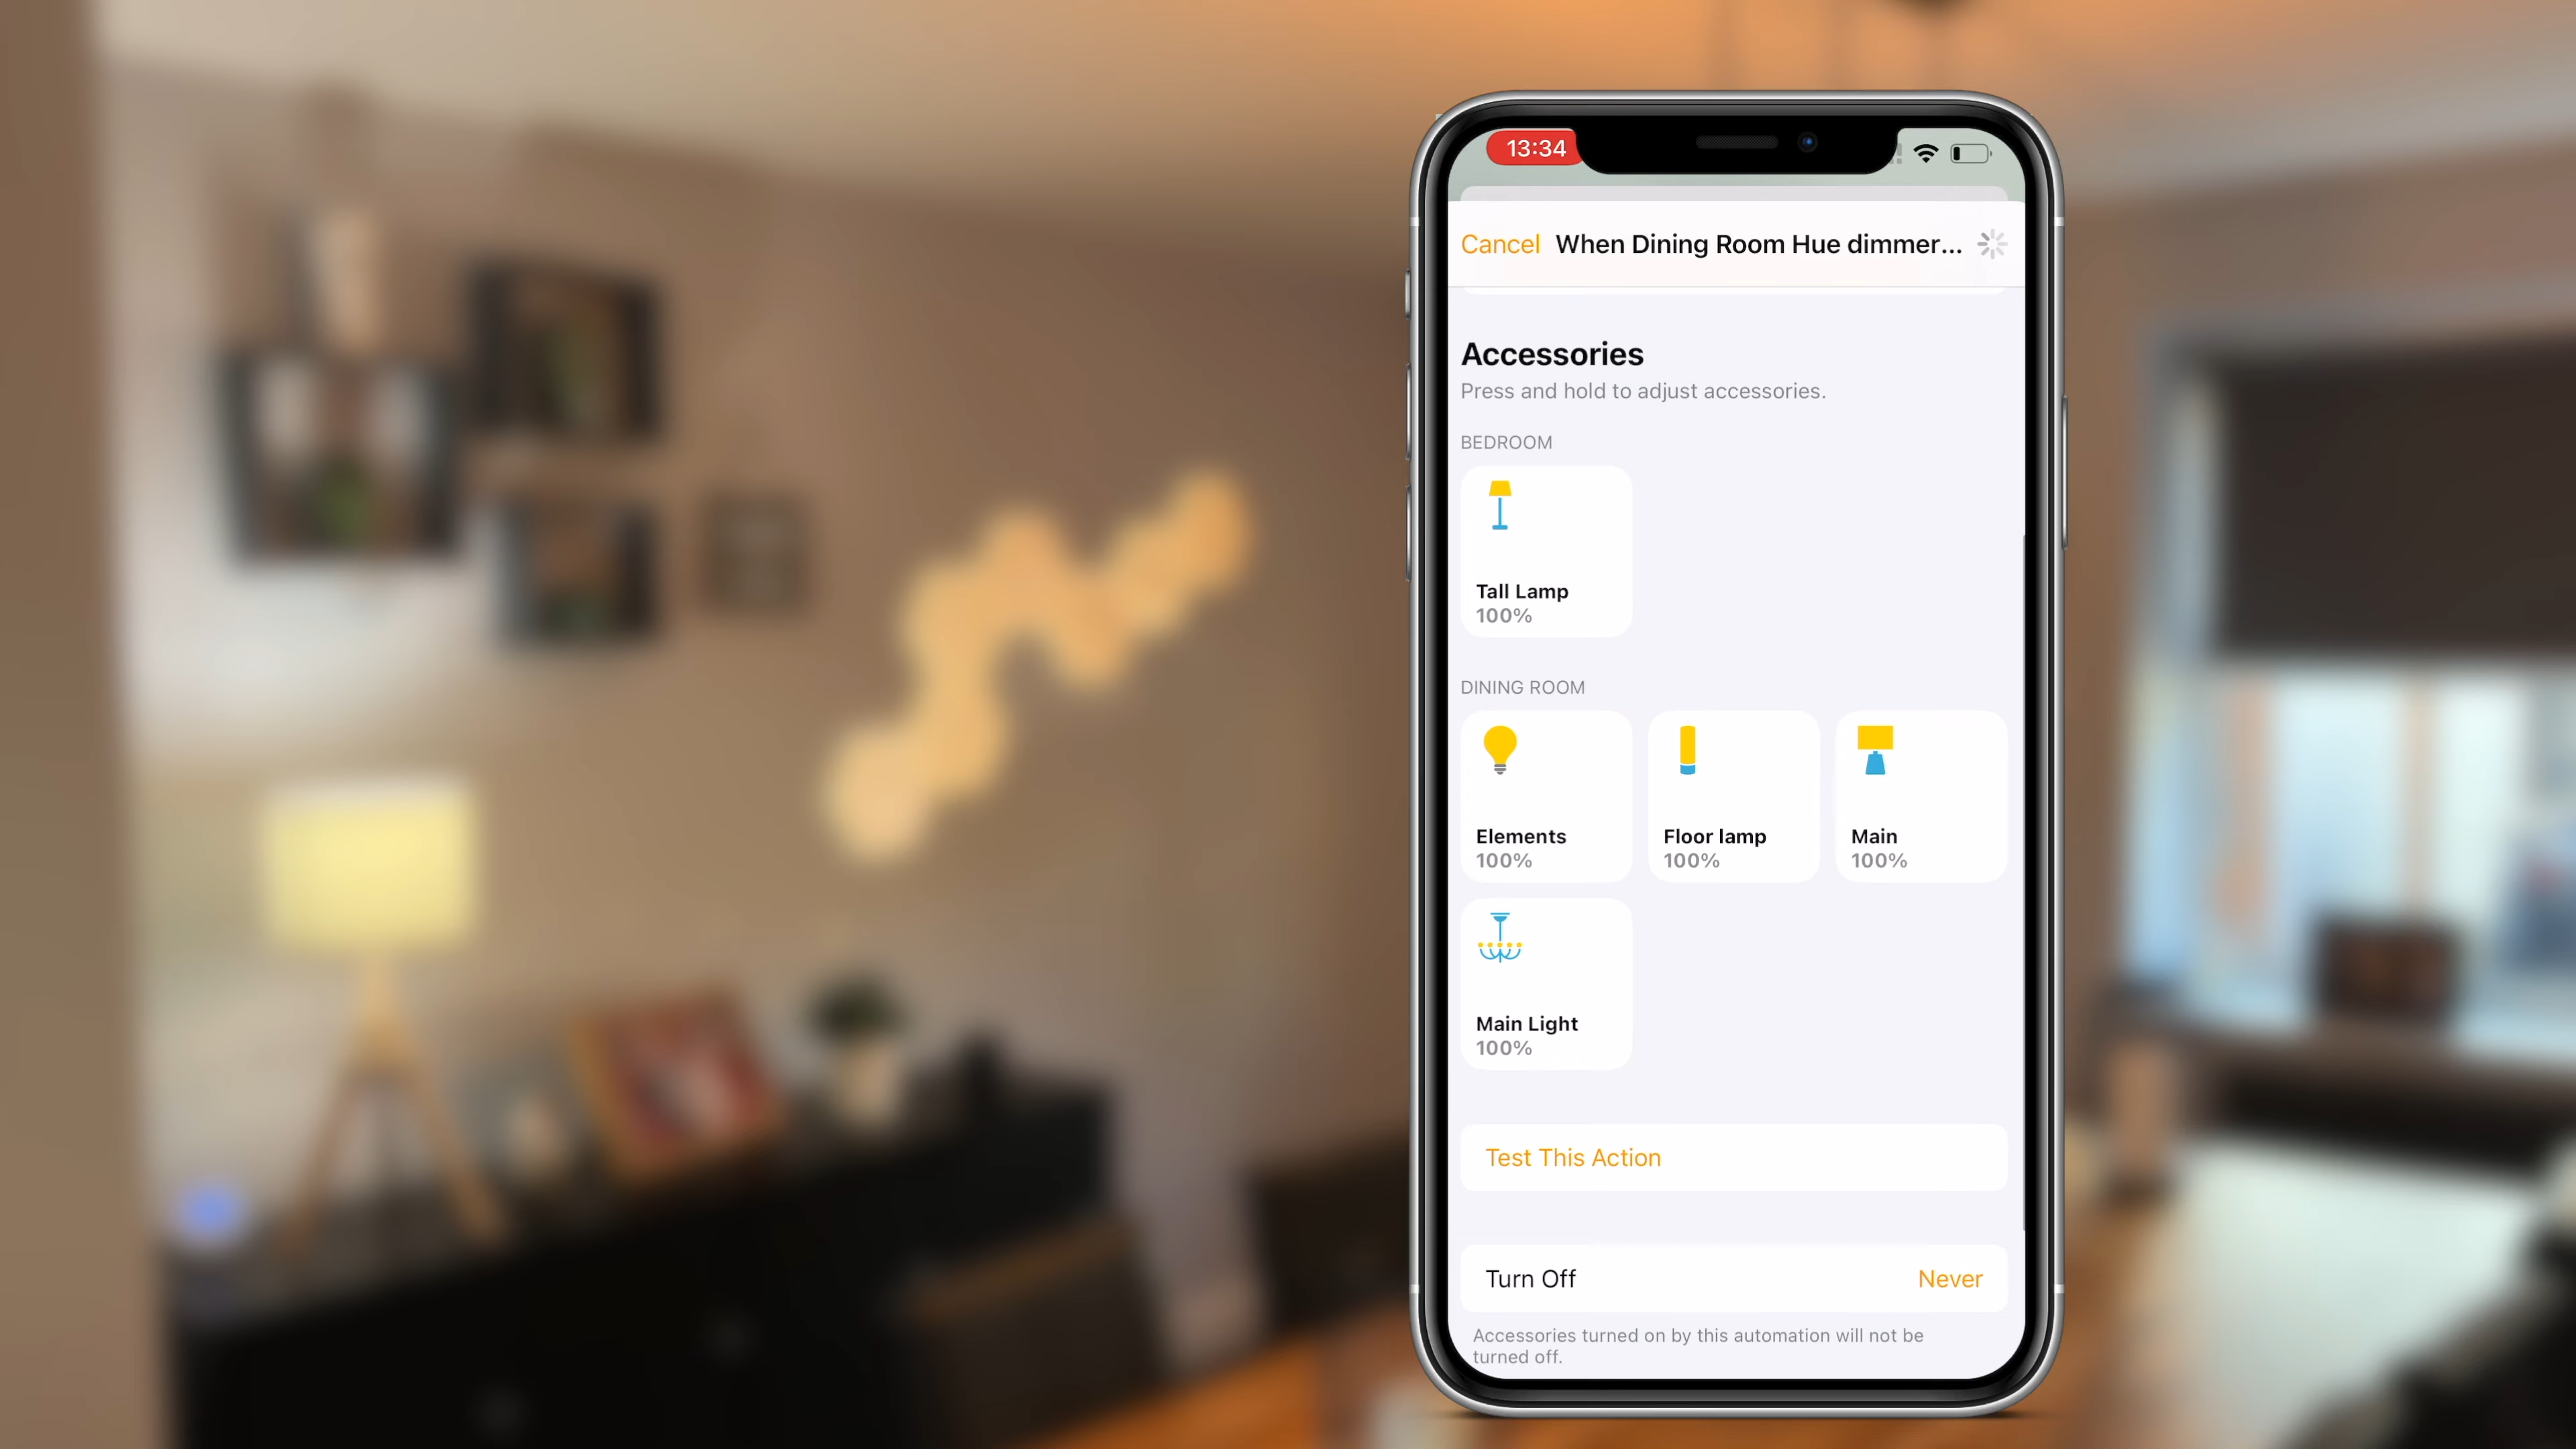 13:34
Cancel When Dining Room Hue dimmer...
Accessories
Press and hold to adjust accessories.
BEDROOM
Tall Lamp
100%
DINING ROOM
Elements
100%
Floor lamp
100%
Main
100%
Main Light
100%
Test This Action
Turn Off Never
Accessories turned on by this automation will not be
turned off.